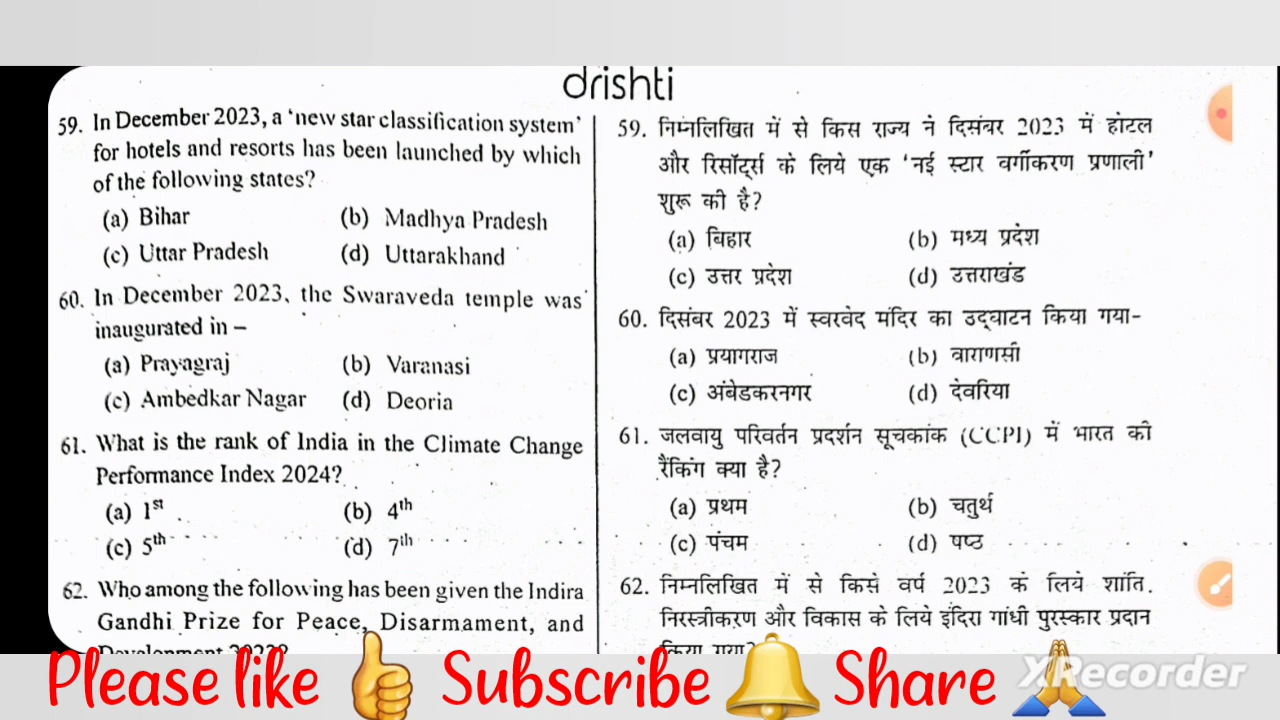 drishti
59. In December 2023, a 'new star classification system'
for hotels and resorts has been launched by which
of the following states?
(a) Bihar (b) Madhya Pradesh
(c) Uttar Pradesh (d) Uttarakhand
60. In December 2023, the Swaraveda temple was
inaugurated in –
(a) Prayagraj (b) Varanasi
(c) Ambedkar Nagar (d) Deoria
61. What is the rank of India in the Climate Change
Performance Index 2024?
(a) 1st (b) 4th
(c) 5th (d) 7th
62. Who among the following has been given the Indira
Gandhi Prize for Peace, Disarmament, and
59. निम्नलिखित में से किस राज्य ने दिसंबर 2023 में होटल
और रिसॉर्ट्स के लिये एक 'नई स्टार वर्गीकरण प्रणाली'
शुरू की है?
(a) बिहार (b) मध्य प्रदेश
(c) उत्तर प्रदेश (d) उत्तराखंड
60. दिसंबर 2023 में स्वरवेद मंदिर का उद्घाटन किया गया-
(a) प्रयागराज (b) वाराणसी
(c) अंबेडकरनगर (d) देवरिया
61. जलवायु परिवर्तन प्रदर्शन सूचकांक (CCPI) में भारत की
रैंकिंग क्या है?
(a) प्रथम (b) चतुर्थ
(c) पंचम (d) षष्ठ
62. निम्नलिखित में से किसे वर्ष 2023 के लिये शांति,
निरस्त्रीकरण और विकास के लिये इंदिरा गांधी पुरस्कार प्रदान
Please like Subscribe Share
XRecorder